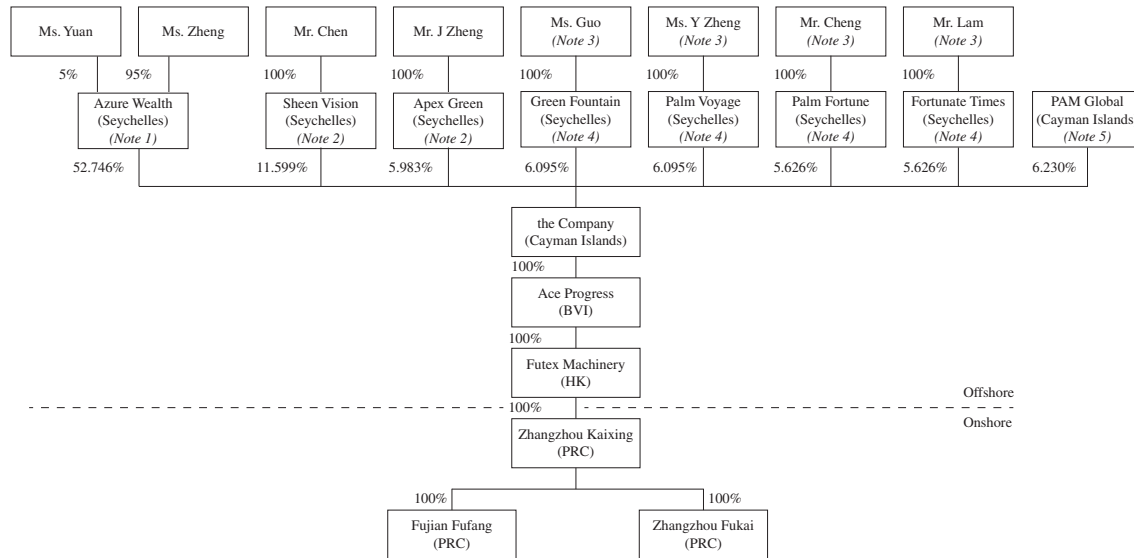 Ms. Yuan
Ms. Zheng
Mr. Chen
Mr. J Zheng
Ms. Guo
(Note 3)
Ms. Y Zheng
(Note 3)
Mr. Cheng
(Note 3)
Mr. Lam
(Note 3)
5%
95%
100%
100%
100%
100%
100%
100%
Azure Wealth
(Seychelles)
(Note 1)
Sheen Vision
(Seychelles)
(Note 2)
Apex Green
(Seychelles)
(Note 2)
Green Fountain
(Seychelles)
(Note 4)
Palm Voyage
(Seychelles)
(Note 4)
Palm Fortune
(Seychelles)
(Note 4)
Fortunate Times
(Seychelles)
(Note 4)
PAM Global
(Cayman Islands)
(Note 5)
52.746%
11.599%
5.983%
6.095%
6.095%
5.626%
5.626%
6.230%
the Company
(Cayman Islands)
100%
Ace Progress
(BVI)
100%
Futex Machinery
(HK)
Offshore
100%
Onshore
Zhangzhou Kaixing
(PRC)
100%
100%
Fujian Fufang
(PRC)
Zhangzhou Fukai
(PRC)